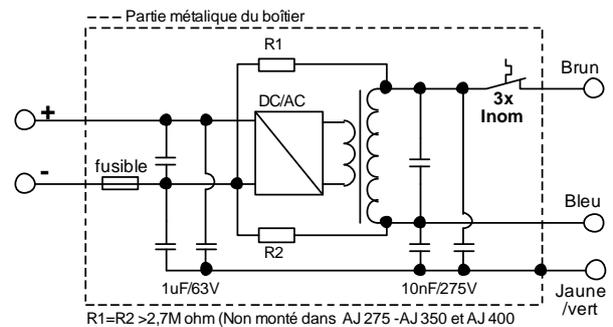 Partie métalique du boîtier
R1
Brun
DC/AC
3x
Inom
+
fusible
-
Bleu
R2
1uF/63V
10nF/275V
Jaune
/vert
R1=R2 >2,7M ohm (Non monté dans AJ 275 -AJ 350 et AJ 400